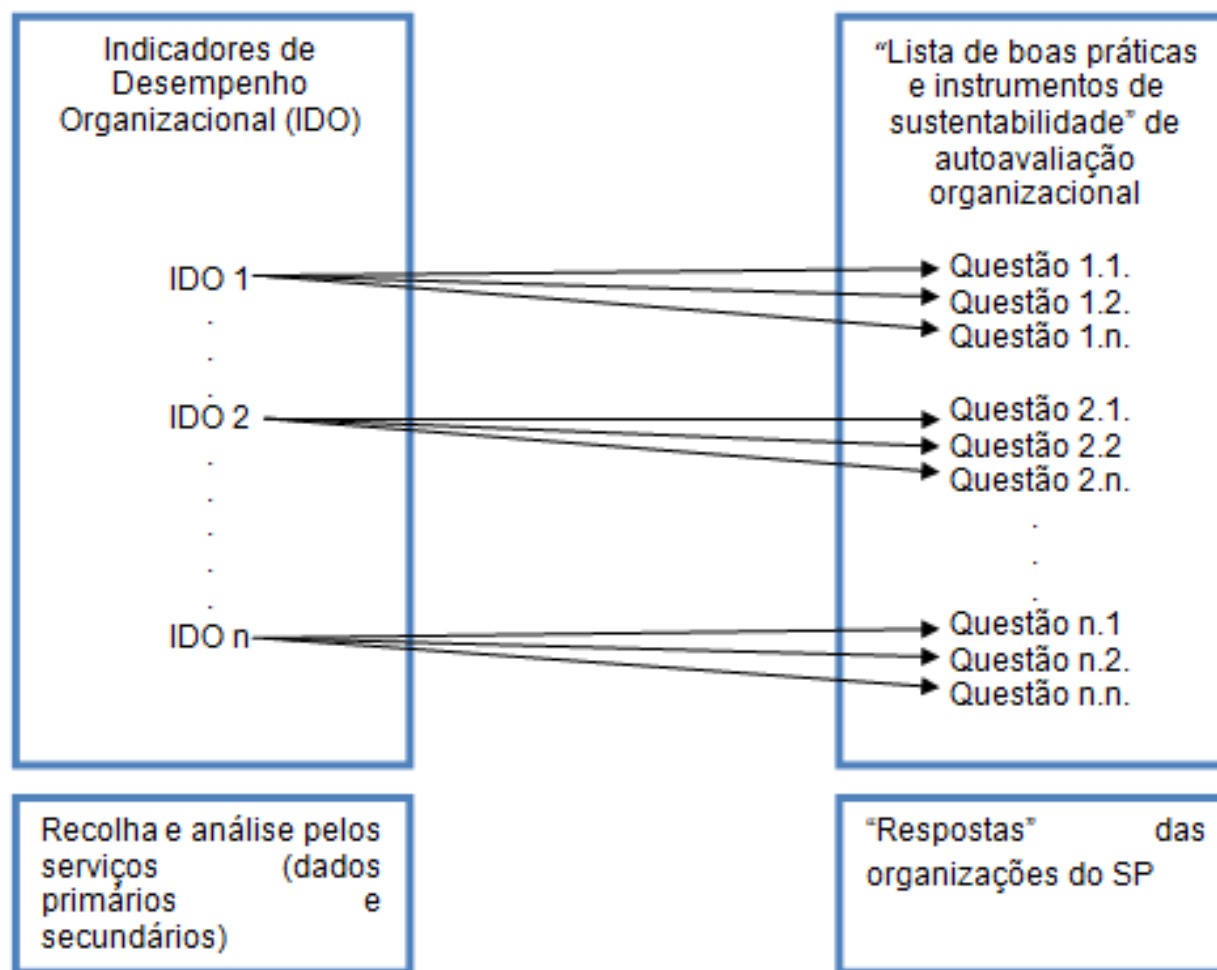 Indicadores de
Desempenho
Organizacional (IDO)
IDO 1
.
.
.
IDO 2
.
.
.
.
.
IDO n
“Lista de boas práticas
e instrumentos de
sustentabilidade” de
autoavaliação
organizacional
Questão 1.1.
Questão 1.2.
Questão 1.n.
Questão 2.1.
Questão 2.2
Questão 2.n.
.
.
.
Questão n.1
Questão n.2.
Questão n.n.
Recolha e análise pelos
serviços (dados
primários e
secundários)
“Respostas” das
organizações do SP